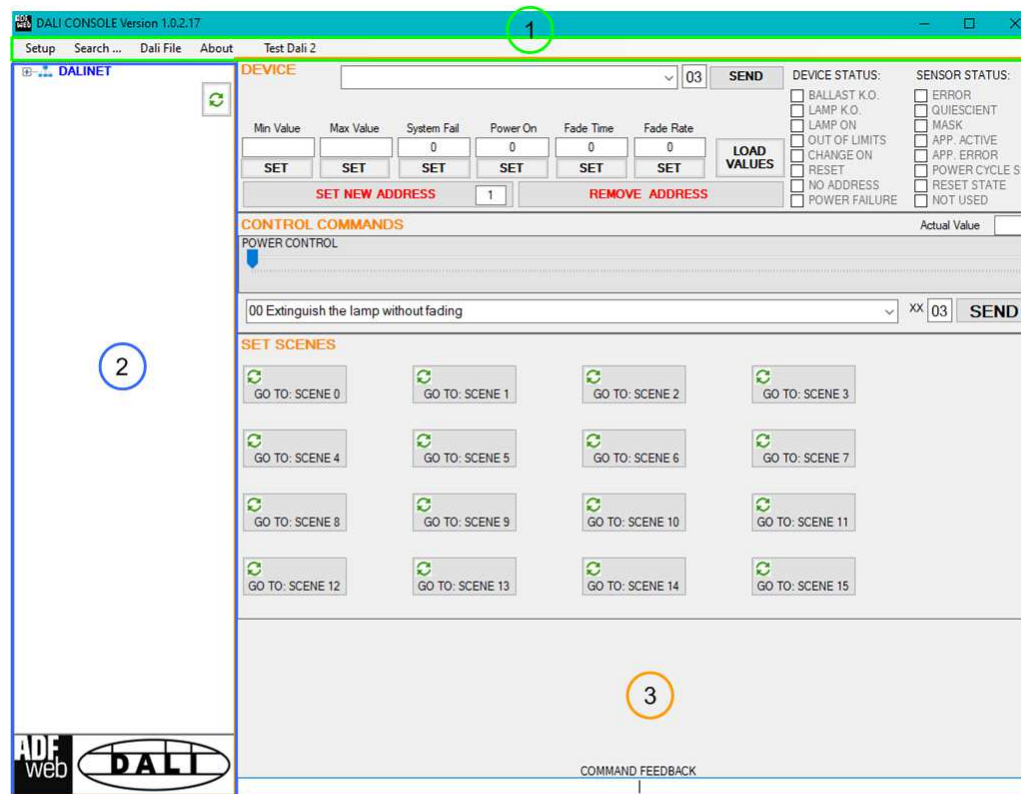 ADF web DALI CONSOLE Version 1.0.2.17
1
Setup Search ... Dali File About Test Dali 2
DALINET
2
DEVICE
03 SEND
Min Value Max Value System Fail Power On Fade Time Fade Rate
0 0 0 0
SET SET SET SET SET SET
LOAD VALUES
SET NEW ADDRESS 1 REMOVE ADDRESS
DEVICE STATUS:
BALLAST K.O.
LAMP K.O.
LAMP ON
OUT OF LIMITS
CHANGE ON
RESET
NO ADDRESS
POWER FAILURE
SENSOR STATUS:
ERROR
QUIESCIENT
MASK
APP. ACTIVE
APP. ERROR
POWER CYCLE S
RESET STATE
NOT USED
CONTROL COMMANDS
Actual Value
POWER CONTROL
00 Extinguish the lamp without fading
XX 03 SEND
SET SCENES
GO TO: SCENE 0 GO TO: SCENE 1 GO TO: SCENE 2 GO TO: SCENE 3
GO TO: SCENE 4 GO TO: SCENE 5 GO TO: SCENE 6 GO TO: SCENE 7
GO TO: SCENE 8 GO TO: SCENE 9 GO TO: SCENE 10 GO TO: SCENE 11
GO TO: SCENE 12 GO TO: SCENE 13 GO TO: SCENE 14 GO TO: SCENE 15
3
COMMAND FEEDBACK
ADF web
DALI